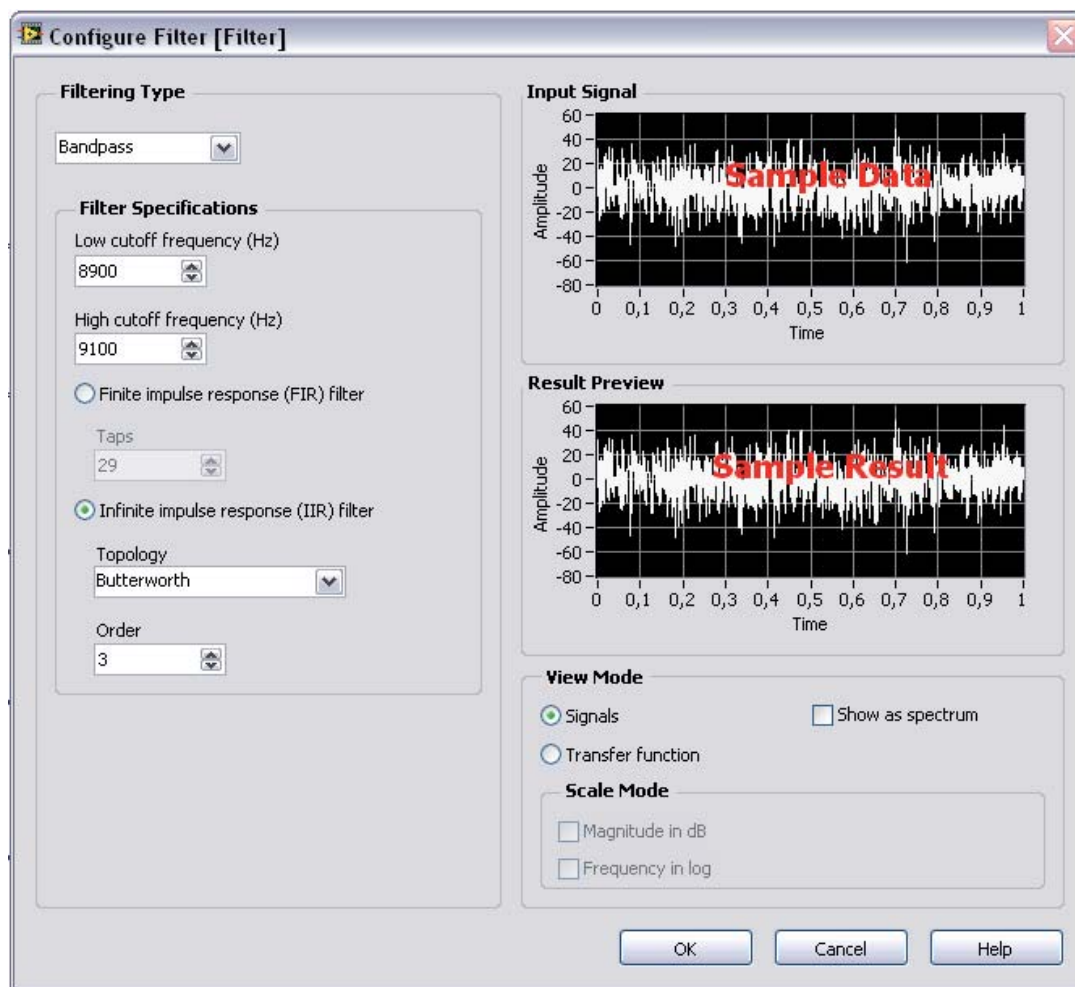 Configure Filter [Filter]
Filtering Type
Bandpass
Filter Specifications
Low cutoff frequency (Hz)
8900
High cutoff frequency (Hz)
9100
Finite impulse response (FIR) filter
Taps
29
Infinite impulse response (IIR) filter
Topology
Butterworth
Order
3
Input Signal
60
40
20
0
-20
-40
-60
-80
Amplitude
Sample Data
0 0,1 0,2 0,3 0,4 0,5 0,6 0,7 0,8 0,9 1
Time
Result Preview
60
40
20
0
-20
-40
-60
-80
Amplitude
Sample Result
0 0,1 0,2 0,3 0,4 0,5 0,6 0,7 0,8 0,9 1
Time
View Mode
Signals
Show as spectrum
Transfer function
Scale Mode
Magnitude in dB
Frequency in log
OK Cancel Help